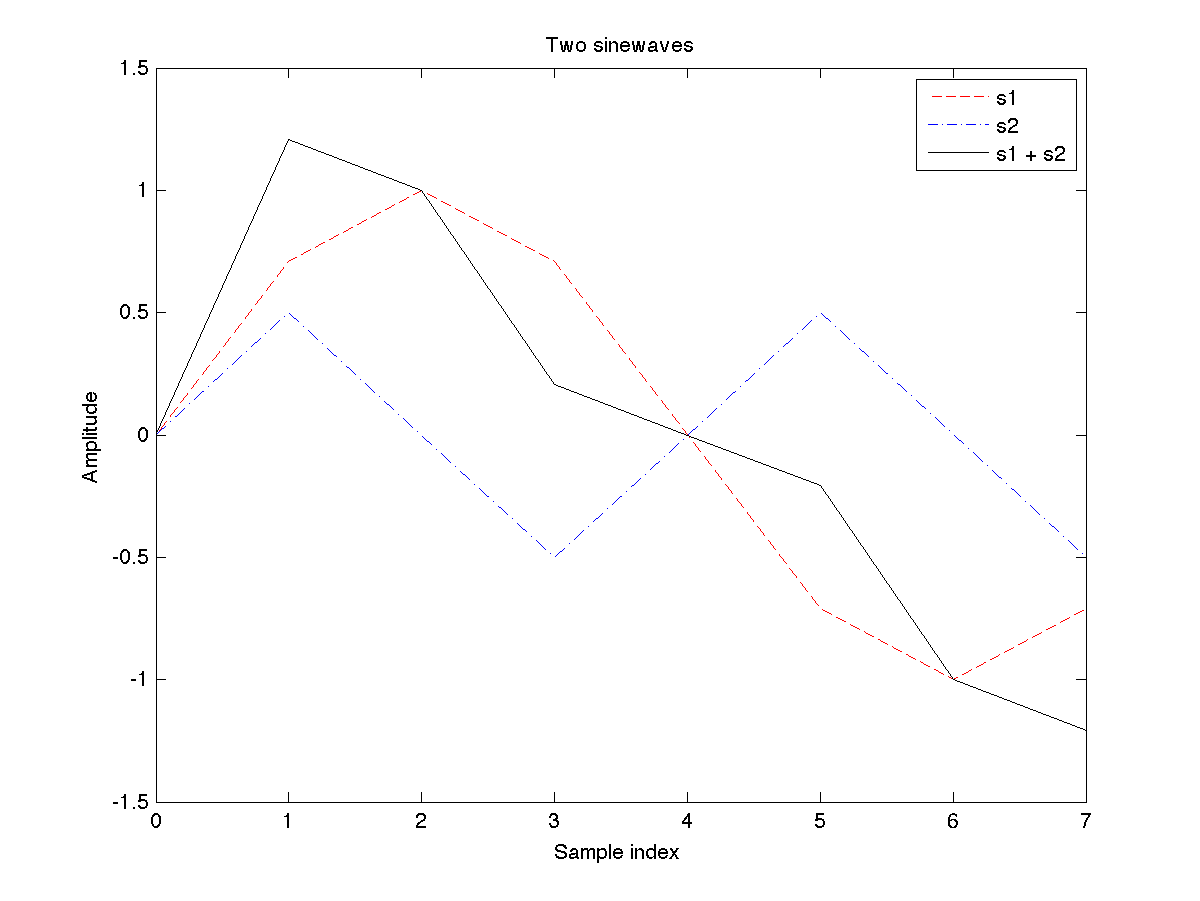 Two sinewaves
1.5
1
0.5
0
-0.5
-1
-1.5
Amplitude
s1
s2
s1 + s2
0 1 2 3 4 5 6 7
Sample index